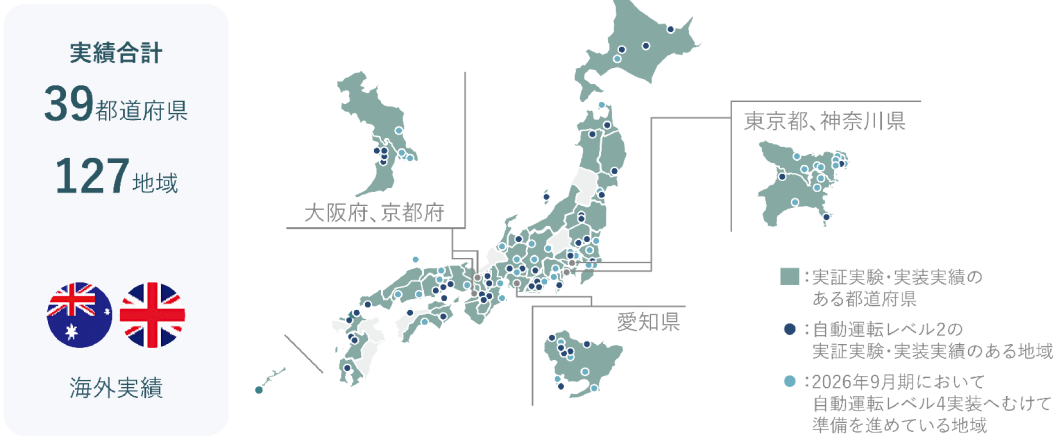 実績合計
39都道府県
127地域
海外実績
大阪府、京都府
東京都、神奈川県
愛知県
：実証実験・実装実績の
ある都道府県
：自動運転レベル2の
実証実験・実装実績のある地域
：2026年9月期において
自動運転レベル4実装へむけて
準備を進めている地域